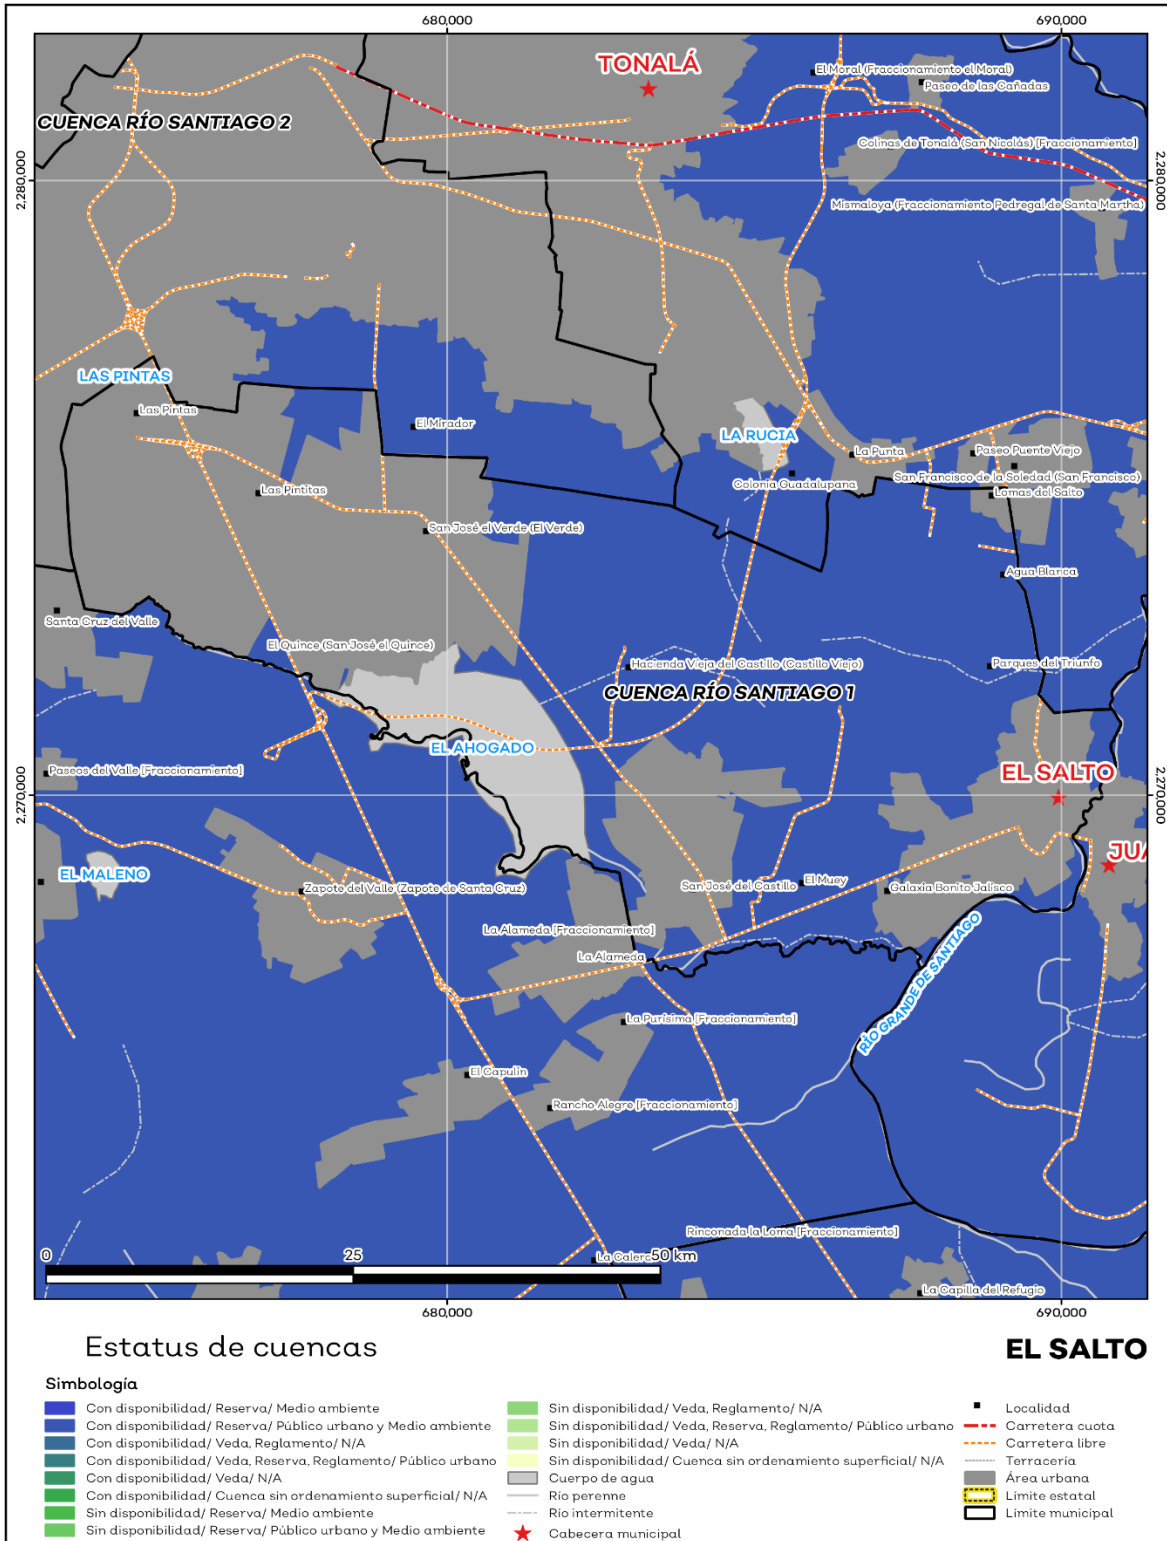 680,000
690,000
TONALÁ
El Moral (Fraccionamiento el Moral)
Paseo de las Cañadas
CUENCA RÍO SANTIAGO 2
Colinas de Tonalá (San Nicolás) [Fraccionamiento]
2,280,000
2,280,000
Mismaloya (Fraccionamiento Pedregal de Santa Martha)
LAS PINTAS
Las Pintas
El Mirador
LA RUCIA
La Punta
Paseo Puente Viejo
Colonia Guadalupana
San Francisco de la Soledad (San Francisco)
Las Pintitas
Lomas del Salto
San José el Verde (El Verde)
Agua Blanca
Santa Cruz del Valle
El Quince (San José el Quince)
Hacienda Vieja del Castillo (Castillo Viejo)
Parques del Triunfo
CUENCA RÍO SANTIAGO 1
EL AHOGADO
Paseos del Valle [Fraccionamiento]
EL SALTO
2,270,000
2,270,000
JUA
EL MALENO
Zapote del Valle (Zapote de Santa Cruz)
San José del Castillo
El Muey
Galaxia Bonito Jalisco
La Alameda [Fraccionamiento]
La Alameda
RÍO GRANDE DE SANTIAGO
La Purísima [Fraccionamiento]
El Capulín
Rancho Alegre [Fraccionamiento]
Rinconada la Loma [Fraccionamiento]
0
25
50 km
La Calera
La Capilla del Refugio
680,000
690,000
Estatus de cuencas
EL SALTO
Simbología
Con disponibilidad/ Reserva/ Medio ambiente
Con disponibilidad/ Reserva/ Público urbano y Medio ambiente
Con disponibilidad/ Veda, Reglamento/ N/A
Con disponibilidad/ Veda, Reserva, Reglamento/ Público urbano
Con disponibilidad/ Veda/ N/A
Con disponibilidad/ Cuenca sin ordenamiento superficial/ N/A
Sin disponibilidad/ Reserva/ Medio ambiente
Sin disponibilidad/ Reserva/ Público urbano y Medio ambiente
Sin disponibilidad/ Veda, Reglamento/ N/A
Sin disponibilidad/ Veda, Reserva, Reglamento/ Público urbano
Sin disponibilidad/ Veda/ N/A
Sin disponibilidad/ Cuenca sin ordenamiento superficial/ N/A
Cuerpo de agua
Río perenne
Río intermitente
Cabecera municipal
Localidad
Carretera cuota
Carretera libre
Terracería
Área urbana
Límite estatal
Límite municipal